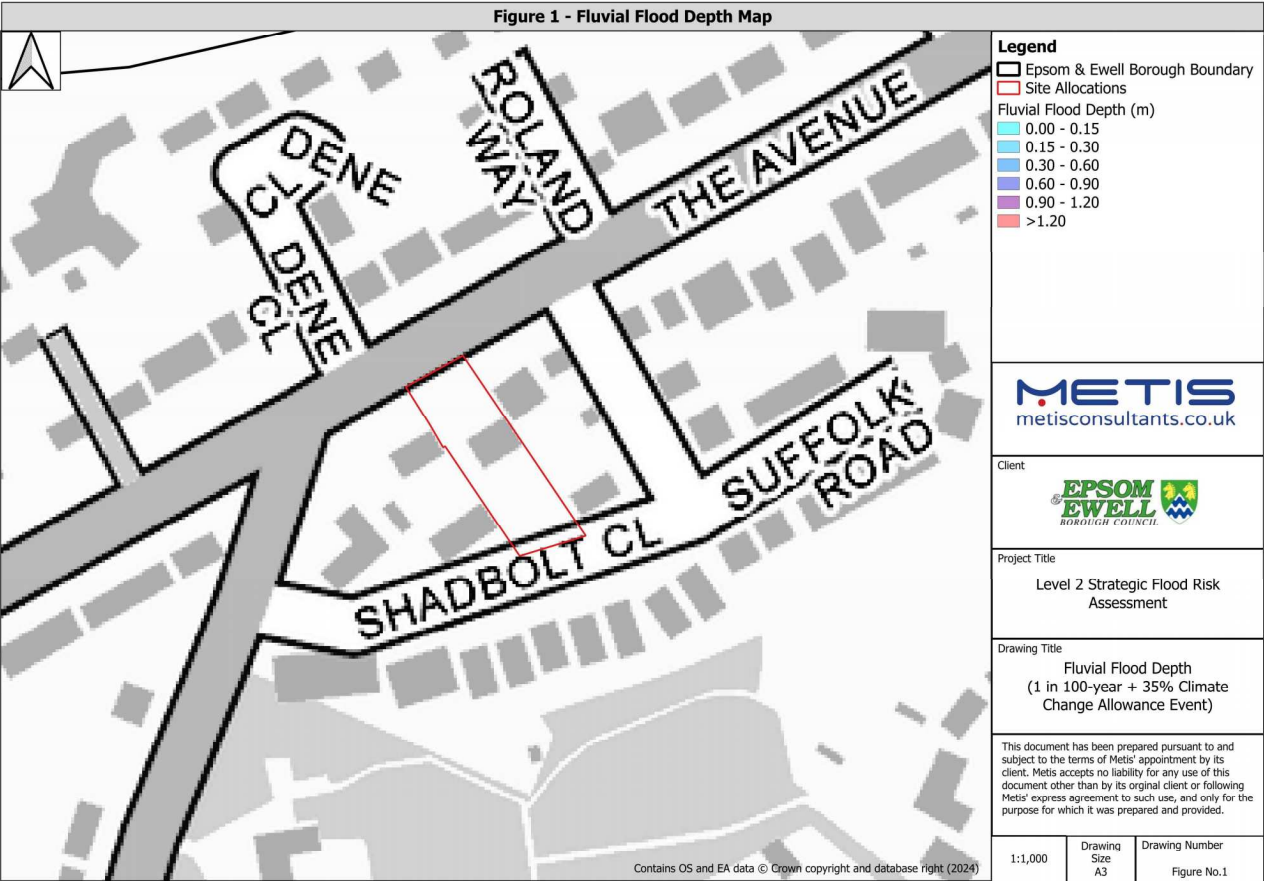 Figure 1 - Fluvial Flood Depth Map
ROLAND
WAY
THE AVENUE
DENE
CL
DENE
CL
SUFFOLK
ROAD
SHADBOLT CL
Contains OS and EA data © Crown copyright and database right (2024)
Legend
Epsom & Ewell Borough Boundary
Site Allocations
Fluvial Flood Depth (m)
0.00 - 0.15
0.15 - 0.30
0.30 - 0.60
0.60 - 0.90
0.90 - 1.20
>1.20
METIS
metisconsultants.co.uk
Client
EPSOM
& EWELL
BOROUGH COUNCIL
Project Title
Level 2 Strategic Flood Risk
Assessment
Drawing Title
Fluvial Flood Depth
(1 in 100-year + 35% Climate
Change Allowance Event)
This document has been prepared pursuant to and
subject to the terms of Metis' appointment by its
client. Metis accepts no liability for any use of this
document other than by its orginal client or following
Metis' express agreement to such use, and only for the
purpose for which it was prepared and provided.
1:1,000
Drawing
Size
A3
Drawing Number
Figure No.1